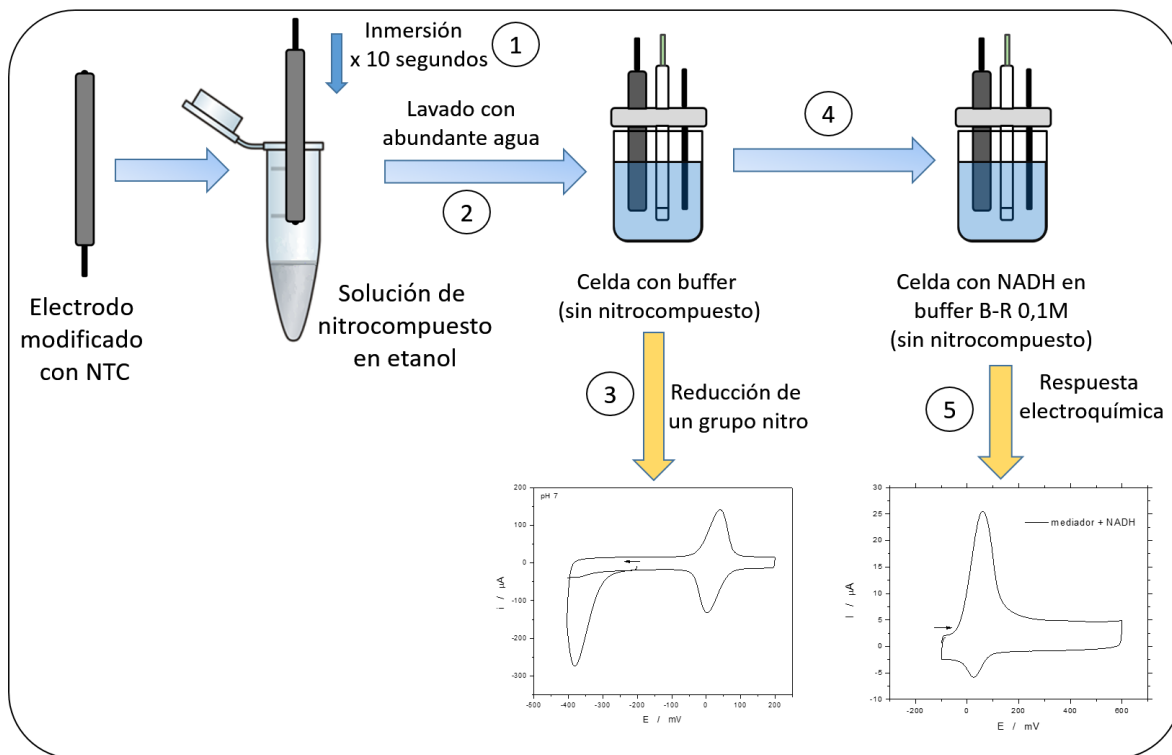 Inmersión
x 10 segundos
1
Lavado con
abundante agua
2
4
Electrodo
modificado
con NTC
Solución de
nitrocompuesto
en etanol
Celda con buffer
(sin nitrocompuesto)
Celda con NADH en
buffer B-R 0,1M
(sin nitrocompuesto)
3
Reducción de
un grupo nitro
5
Respuesta
electroquímica
pH 7
200
100
0
-100
-200
-300
i / µA
-500 -400 -300 -200 -100 0 100 200
E / mV
mediador + NADH
30
25
20
15
10
5
0
-5
-10
I / µA
-200 0 200 400 600
E / mV